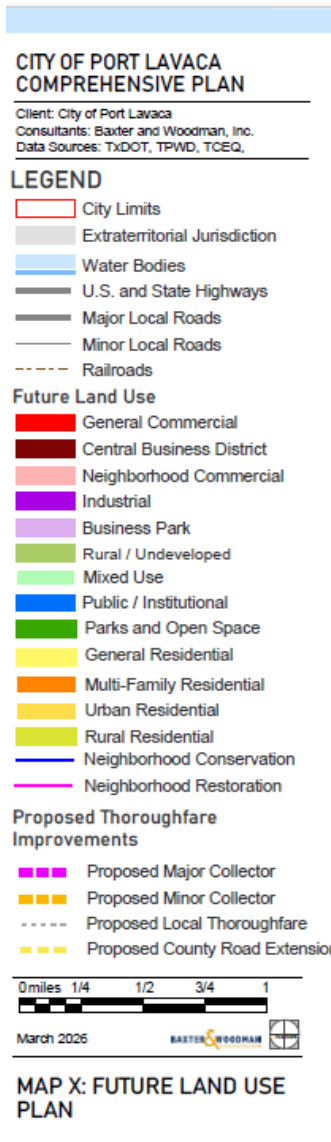 CITY OF PORT LAVACA
COMPREHENSIVE PLAN
Client: City of Port Lavaca
Consultants: Baxter and Woodman, Inc.
Data Sources: TxDOT, TPWD, TCEQ,
LEGEND
City Limits
Extraterritorial Jurisdiction
Water Bodies
U.S. and State Highways
Major Local Roads
Minor Local Roads
Railroads
Future Land Use
General Commercial
Central Business District
Neighborhood Commercial
Industrial
Business Park
Rural / Undeveloped
Mixed Use
Public / Institutional
Parks and Open Space
General Residential
Multi-Family Residential
Urban Residential
Rural Residential
Neighborhood Conservation
Neighborhood Restoration
Proposed Thoroughfare
Improvements
Proposed Major Collector
Proposed Minor Collector
Proposed Local Thoroughfare
Proposed County Road Extension
0 miles 1/4 1/2 3/4 1
March 2026 BAXTER & WOODMAN
MAP X: FUTURE LAND USE
PLAN